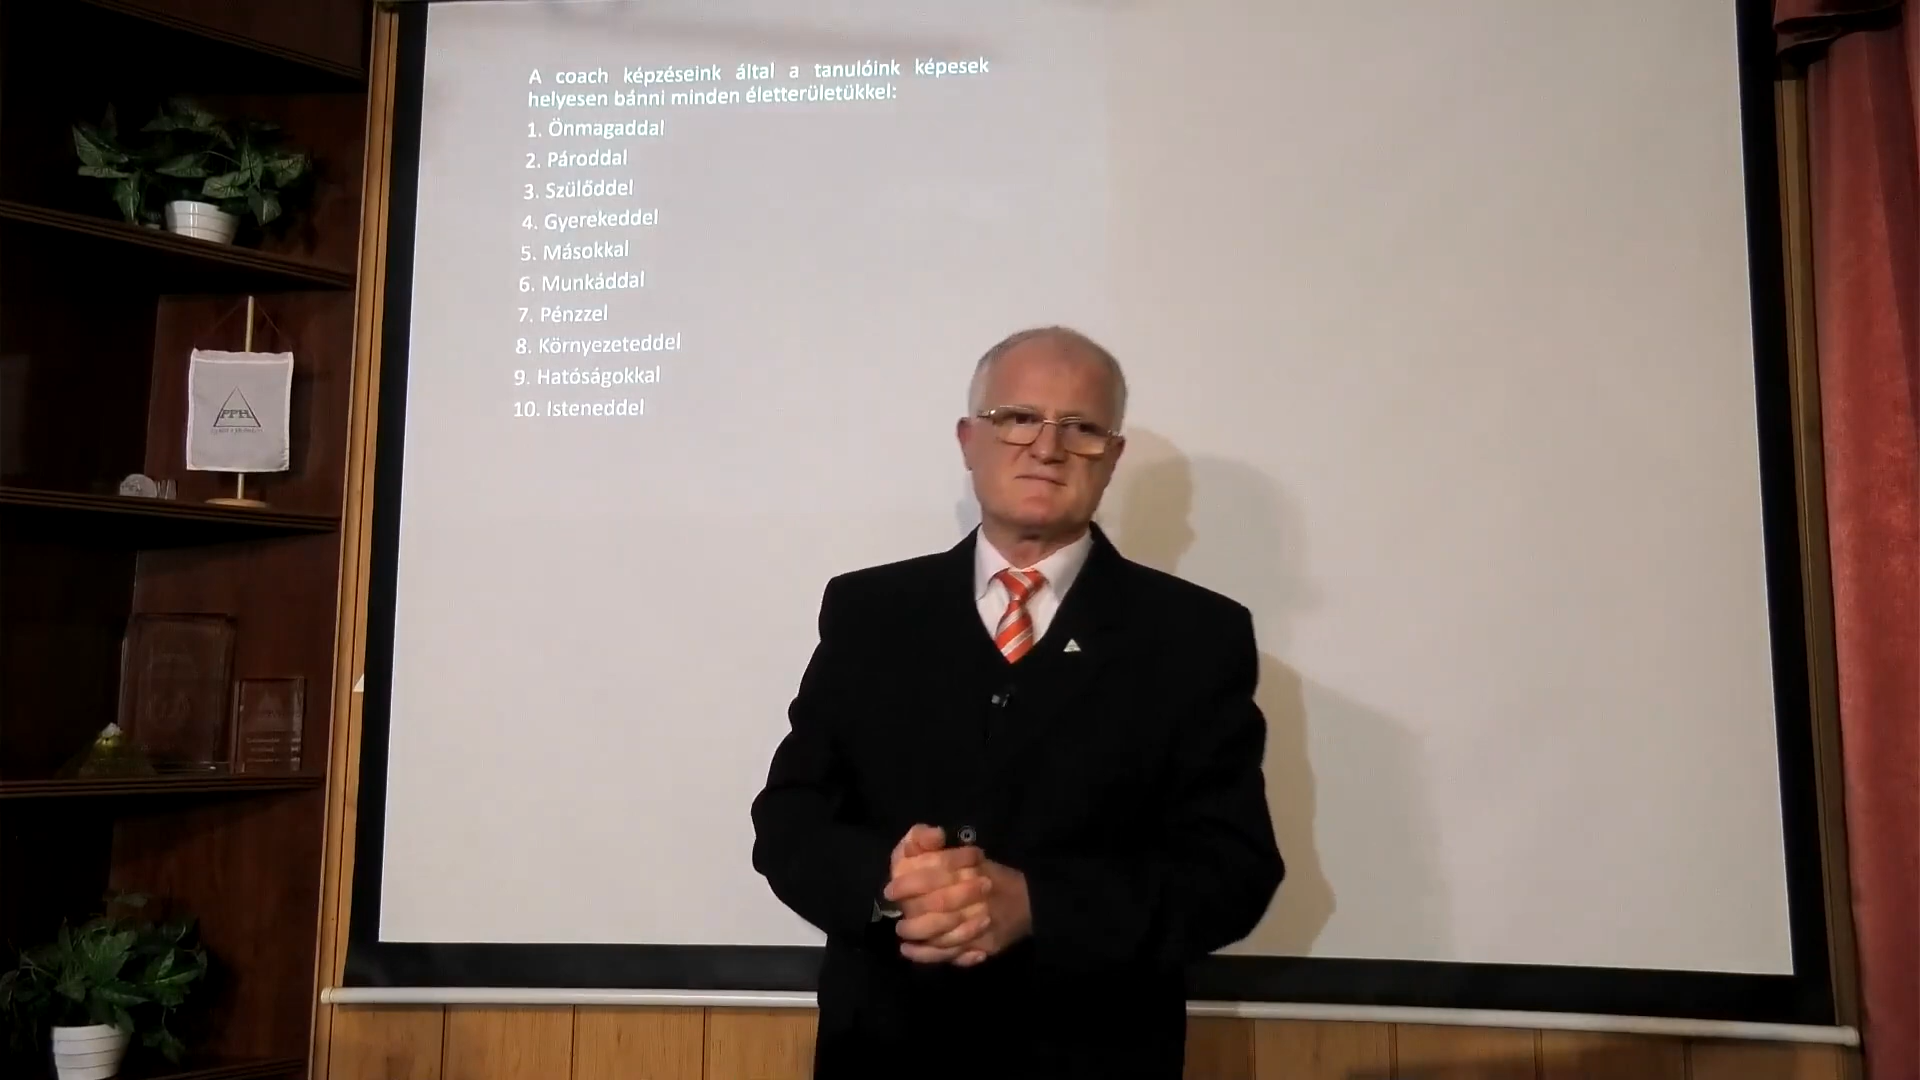 A coach képzéseink által a tanulóink képesek
helyesen bánni minden életterületükkel:
1. Önmagaddal
2. Pároddal
3. Szülőddel
4. Gyerekeddel
5. Másokkal
6. Munkáddal
7. Pénzzel
8. Környezeteddel
9. Hatóságokkal
10. Isteneddel
PPH